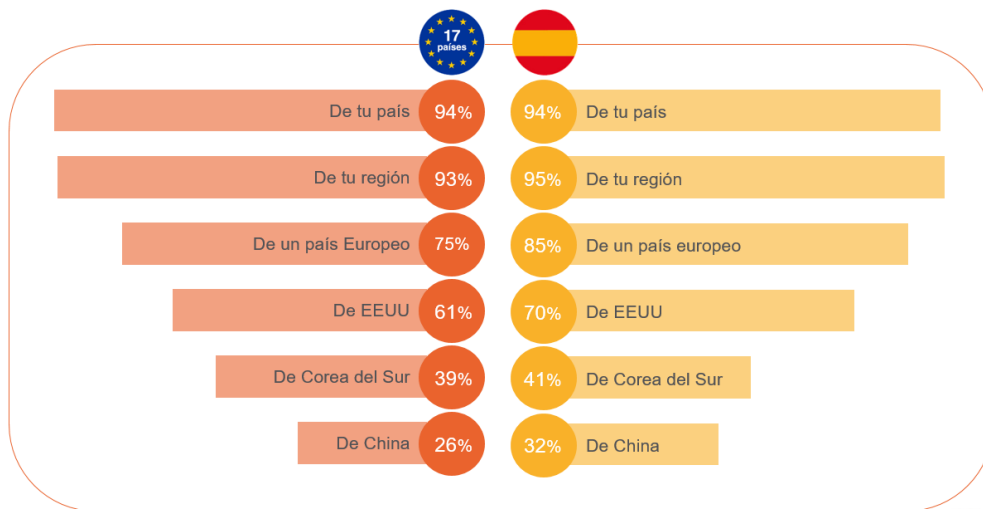 17
países
De tu país 94% 94% De tu país
De tu región 93% 95% De tu región
De un país Europeo 75% 85% De un país europeo
De EEUU 61% 70% De EEUU
De Corea del Sur 39% 41% De Corea del Sur
De China 26% 32% De China